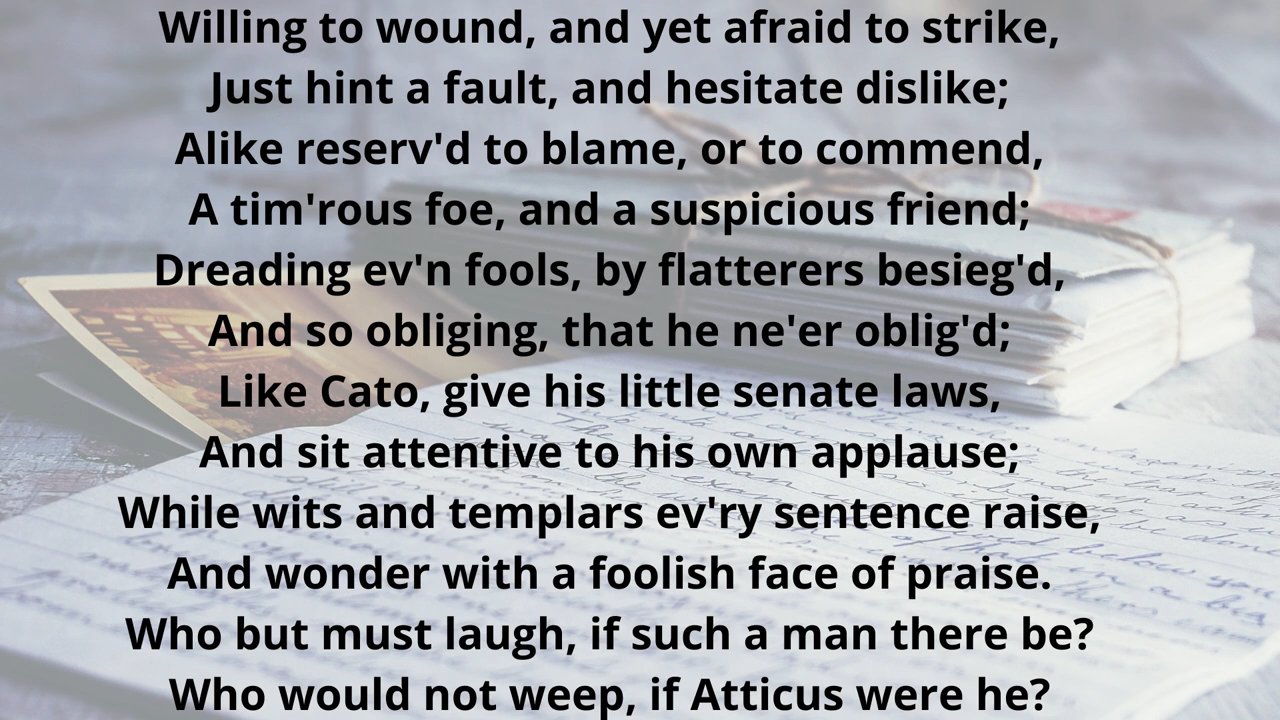 Willing to wound, and yet afraid to strike,
Just hint a fault, and hesitate dislike;
Alike reserv'd to blame, or to commend,
A tim'rous foe, and a suspicious friend;
Dreading ev'n fools, by flatterers besieg'd,
And so obliging, that he ne'er oblig'd;
Like Cato, give his little senate laws,
And sit attentive to his own applause;
While wits and templars ev'ry sentence raise,
And wonder with a foolish face of praise.
Who but must laugh, if such a man there be?
Who would not weep, if Atticus were he?